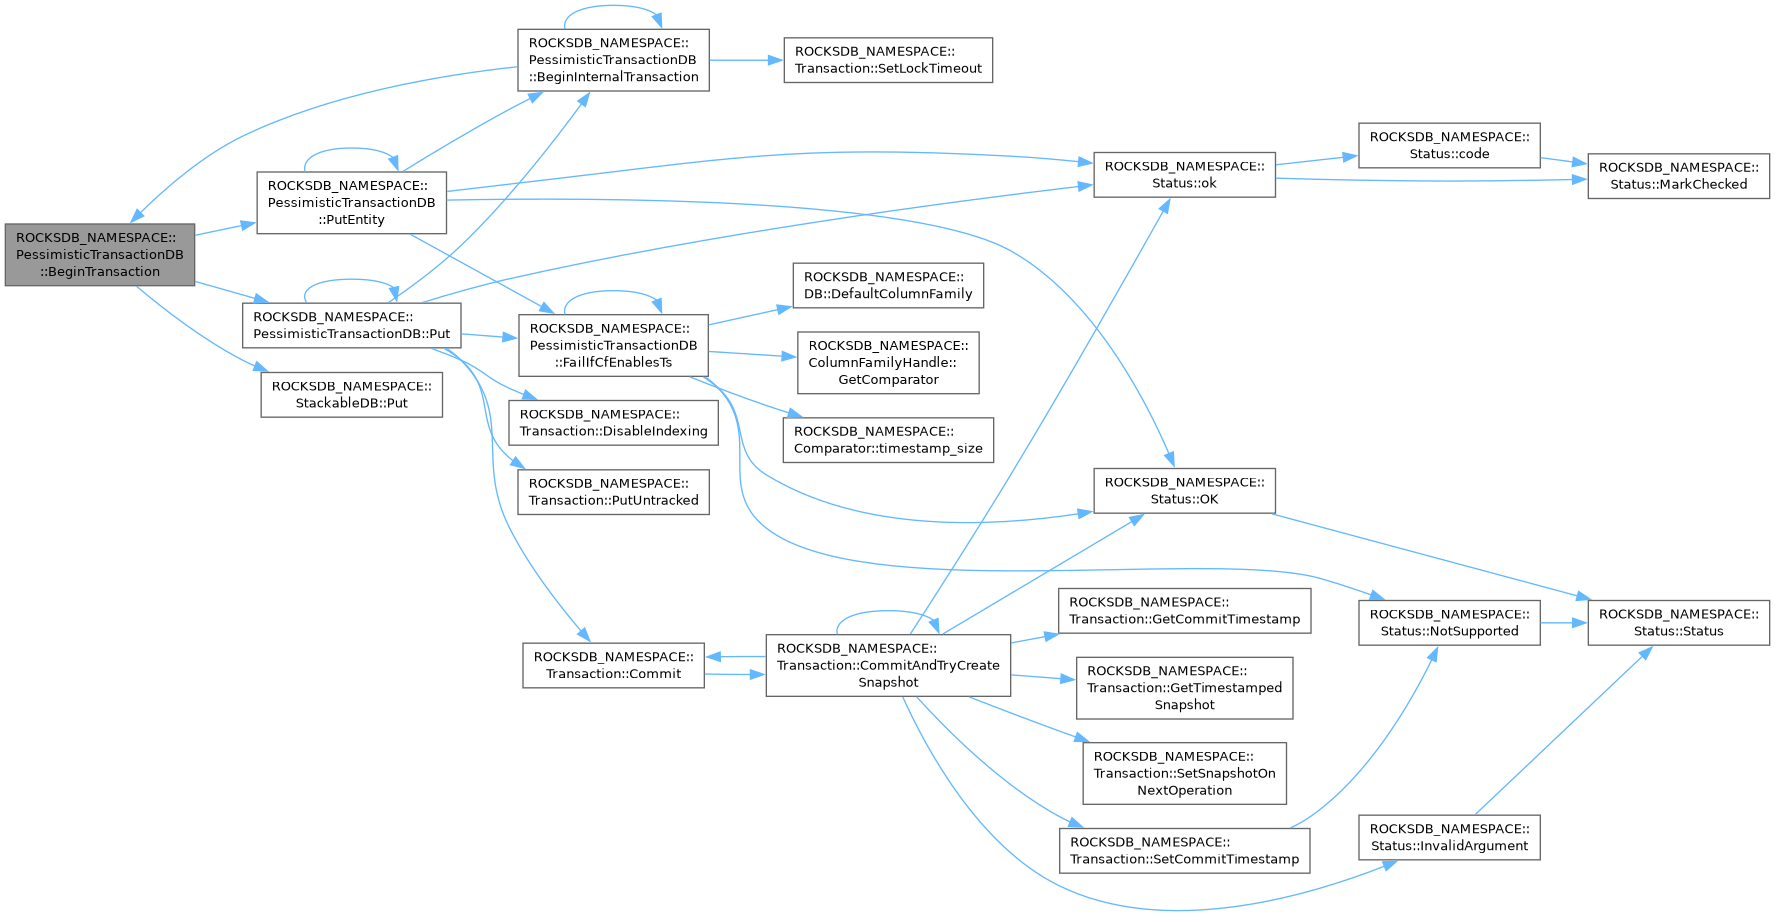 ROCKSDB_NAMESPACE::
PessimisticTransactionDB
::BeginTransaction
ROCKSDB_NAMESPACE::
PessimisticTransactionDB
::PutEntity
ROCKSDB_NAMESPACE::
PessimisticTransactionDB::Put
ROCKSDB_NAMESPACE::
StackableDB::Put
ROCKSDB_NAMESPACE::
PessimisticTransactionDB
::BeginInternalTransaction
ROCKSDB_NAMESPACE::
PessimisticTransactionDB
::FailIfCfEnablesTs
ROCKSDB_NAMESPACE::
Transaction::DisableIndexing
ROCKSDB_NAMESPACE::
Transaction::PutUntracked
ROCKSDB_NAMESPACE::
Transaction::Commit
ROCKSDB_NAMESPACE::
Transaction::SetLockTimeout
ROCKSDB_NAMESPACE::
DB::DefaultColumnFamily
ROCKSDB_NAMESPACE::
ColumnFamilyHandle::
GetComparator
ROCKSDB_NAMESPACE::
Comparator::timestamp_size
ROCKSDB_NAMESPACE::
Transaction::CommitAndTryCreate
Snapshot
ROCKSDB_NAMESPACE::
Status::ok
ROCKSDB_NAMESPACE::
Status::OK
ROCKSDB_NAMESPACE::
Transaction::GetCommitTimestamp
ROCKSDB_NAMESPACE::
Transaction::GetTimestamped
Snapshot
ROCKSDB_NAMESPACE::
Transaction::SetSnapshotOn
NextOperation
ROCKSDB_NAMESPACE::
Transaction::SetCommitTimestamp
ROCKSDB_NAMESPACE::
Status::code
ROCKSDB_NAMESPACE::
Status::NotSupported
ROCKSDB_NAMESPACE::
Status::InvalidArgument
ROCKSDB_NAMESPACE::
Status::MarkChecked
ROCKSDB_NAMESPACE::
Status::Status